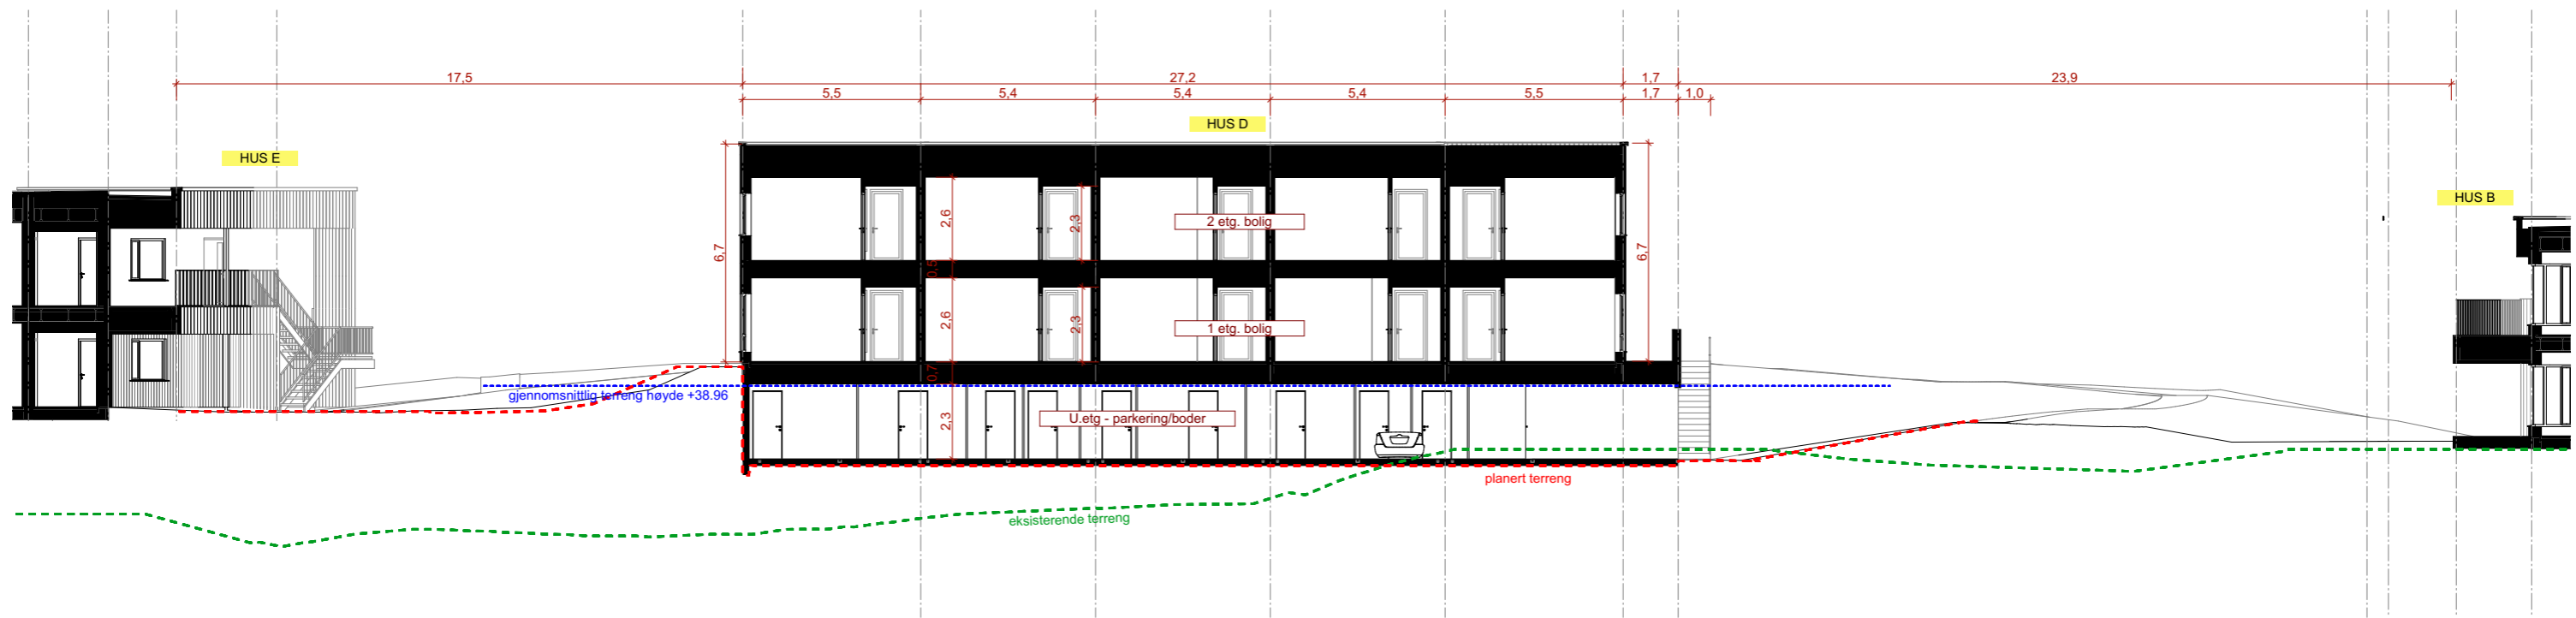 17,5
27,2
1,7
23,9
5,5
5,4
5,4
5,4
5,5
1,7
1,0
HUS D
HUS E
HUS B
6,7
2,6
2,3
2 etg. bolig
6,7
0,5
2,6
2,3
1 etg. bolig
0,7
gjennomsnittlig terreng høyde +38.96
2,3
U.etg - parkering/boder
planert terreng
eksisterende terreng